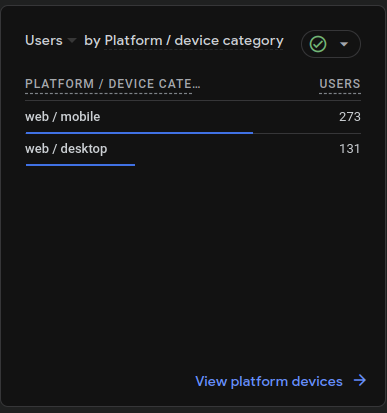 Users by Platform / device category
PLATFORM / DEVICE CATE… USERS
web / mobile 273
web / desktop 131
View platform devices